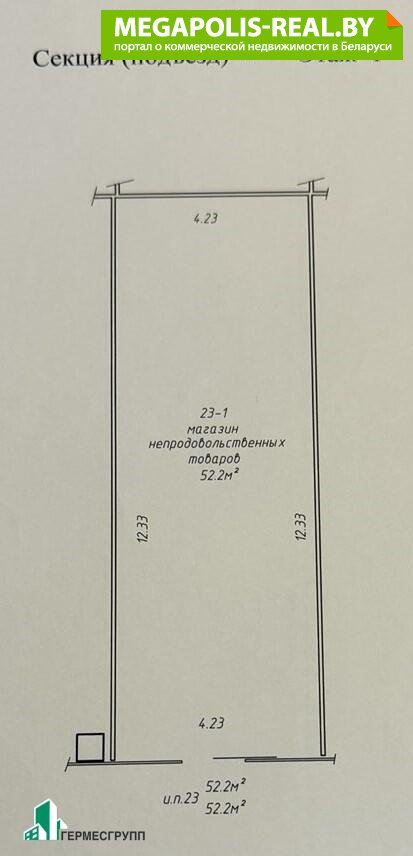 MEGAPOLIS-REAL.BY
портал о коммерческой недвижимости в Беларуси
Секция (подъезд)
4.23
23-1
магазин
непродовольственных
товаров
52.2м²
12.33
12.33
4.23
и.п.23 52.2м²
52.2м²
ГЕРМЕСГРУПП